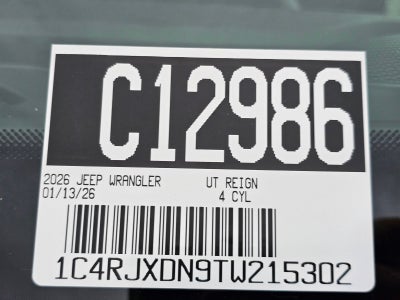 C12986
2026 JEEP WRANGLER UT REIGN
01/13/26 4 CYL
1C4RJXDN9TW215302